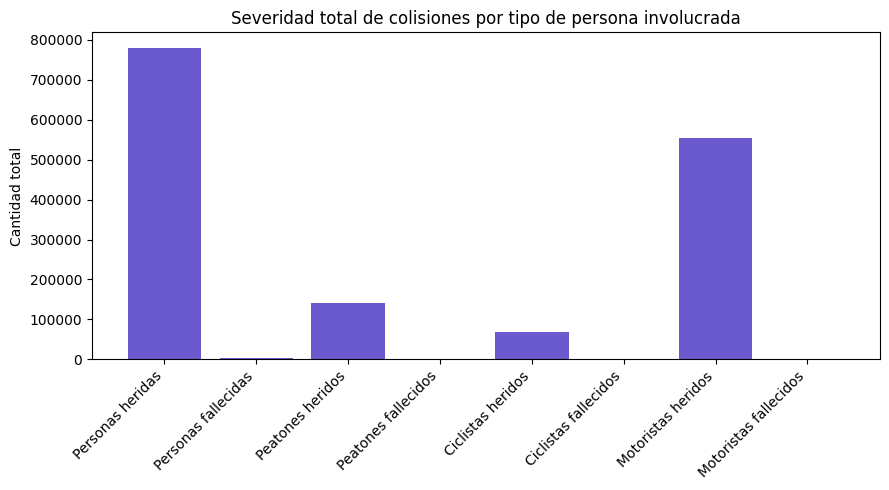 Severidad total de colisiones por tipo de persona involucrada
Cantidad total
800000
700000
600000
500000
400000
300000
200000
100000
0
Personas heridas
Personas fallecidas
Peatones heridos
Peatones fallecidos
Ciclistas heridos
Ciclistas fallecidos
Motoristas heridos
Motoristas fallecidos